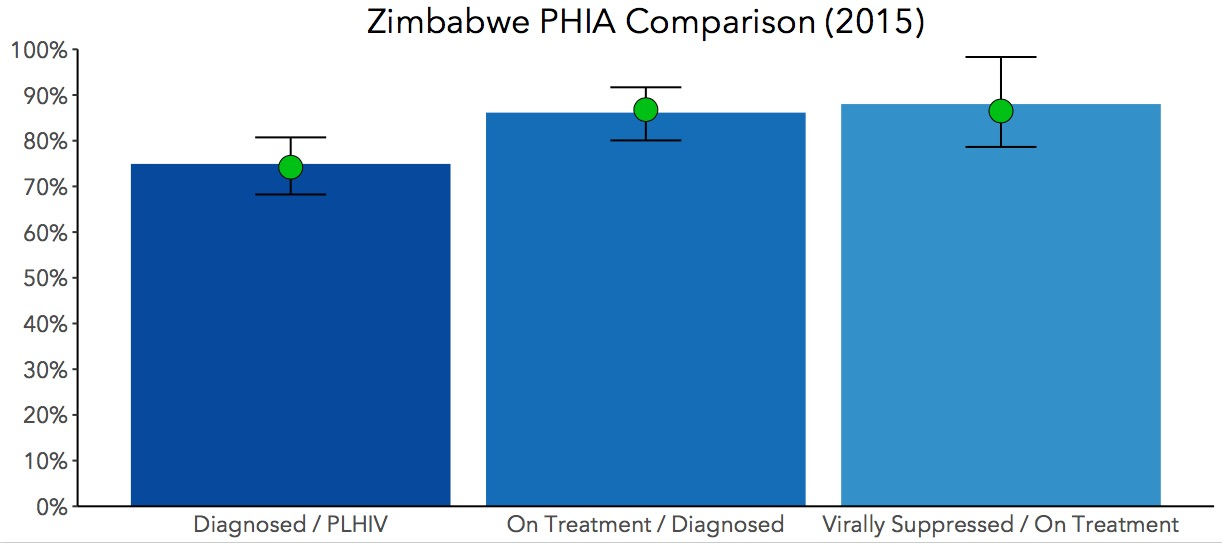 Zimbabwe PHIA Comparison (2015)
100%
90%
80%
70%
60%
50%
40%
30%
20%
10%
0%
Diagnosed / PLHIV
On Treatment / Diagnosed
Virally Suppressed / On Treatment